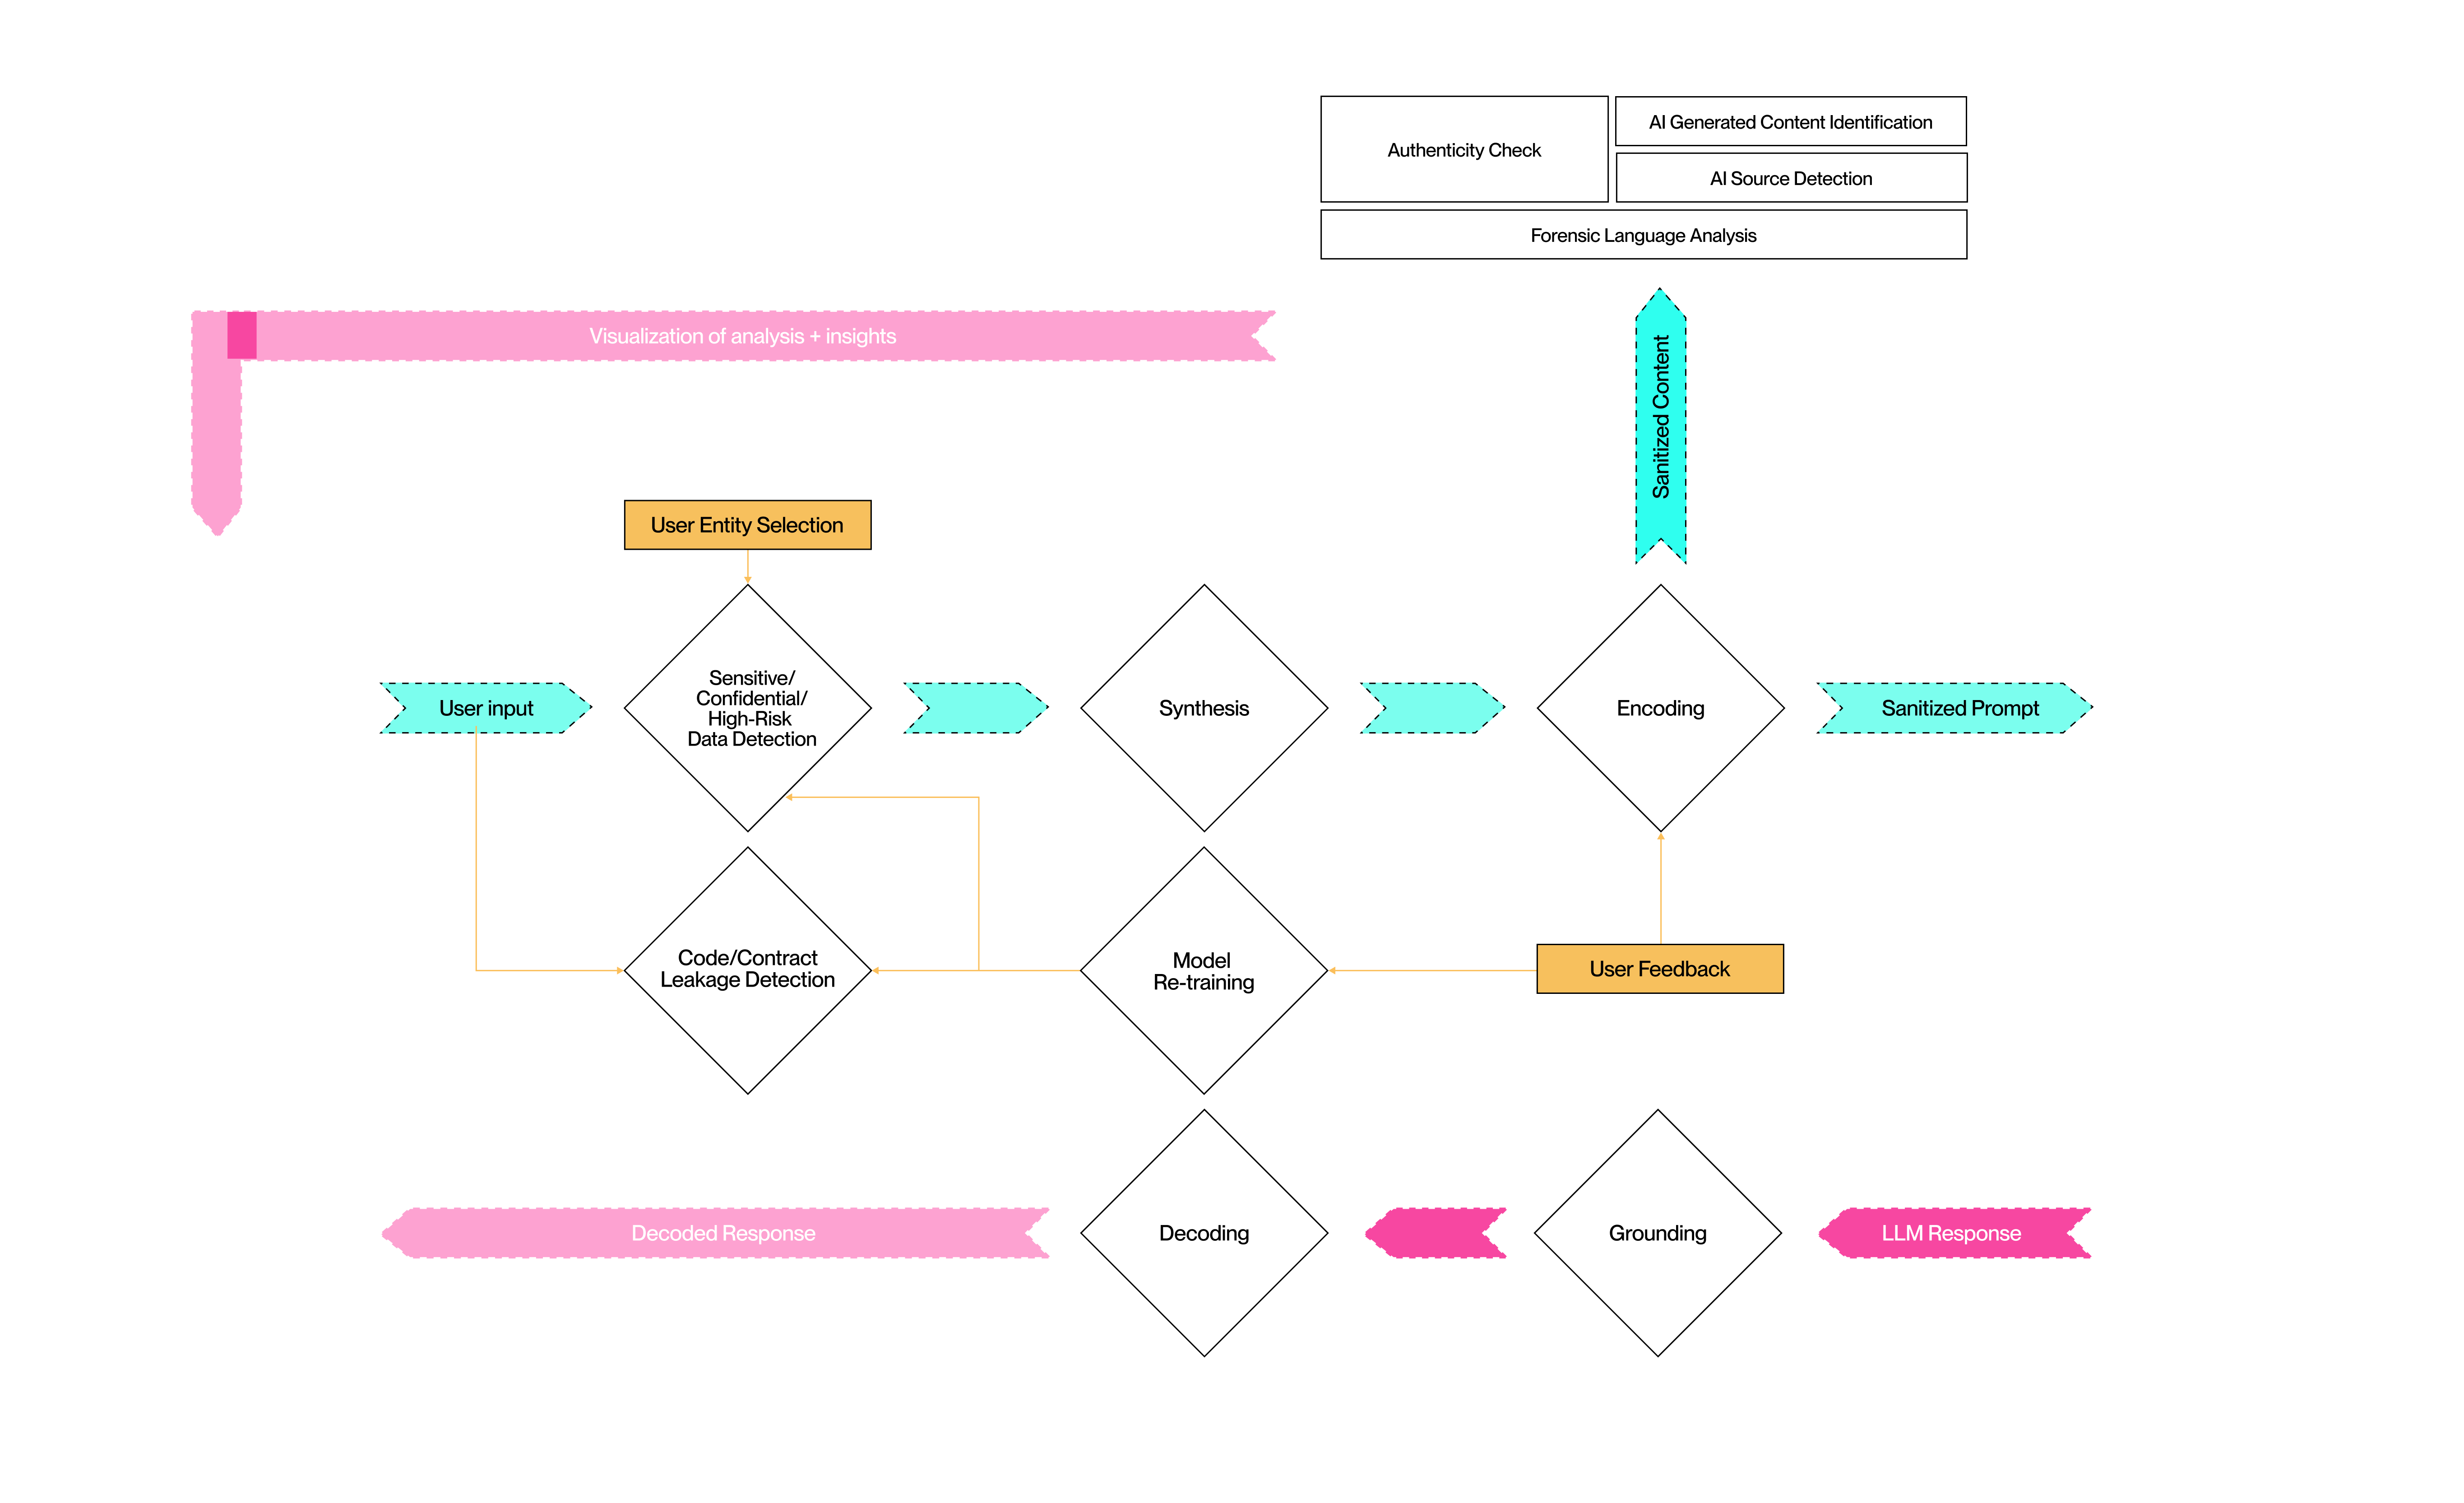 Authenticity Check
AI Generated Content Identification
AI Source Detection
Forensic Language Analysis
Visualization of analysis + insights
Sanitized Content
User Entity Selection
User input
Sensitive/
Confidential/
High-Risk
Data Detection
Synthesis
Encoding
Sanitized Prompt
Code/Contract
Leakage Detection
Model
Re-training
User Feedback
Decoded Response
Decoding
Grounding
LLM Response